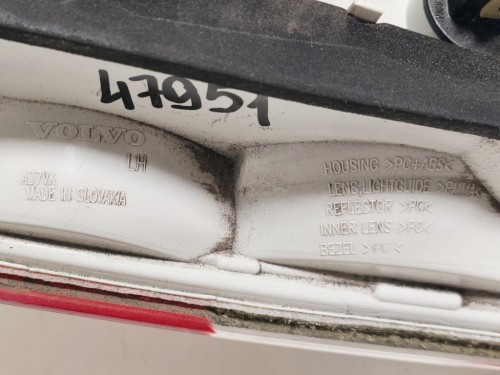 47951
VOLVO
LH
MADE IN SLOVAKIA
HOUSING >PC+ABS<
LENS,LIGHTGUIDE >PMMA<
REFLECTOR >PC<
INNER LENS >PC<
BEZEL >PC<